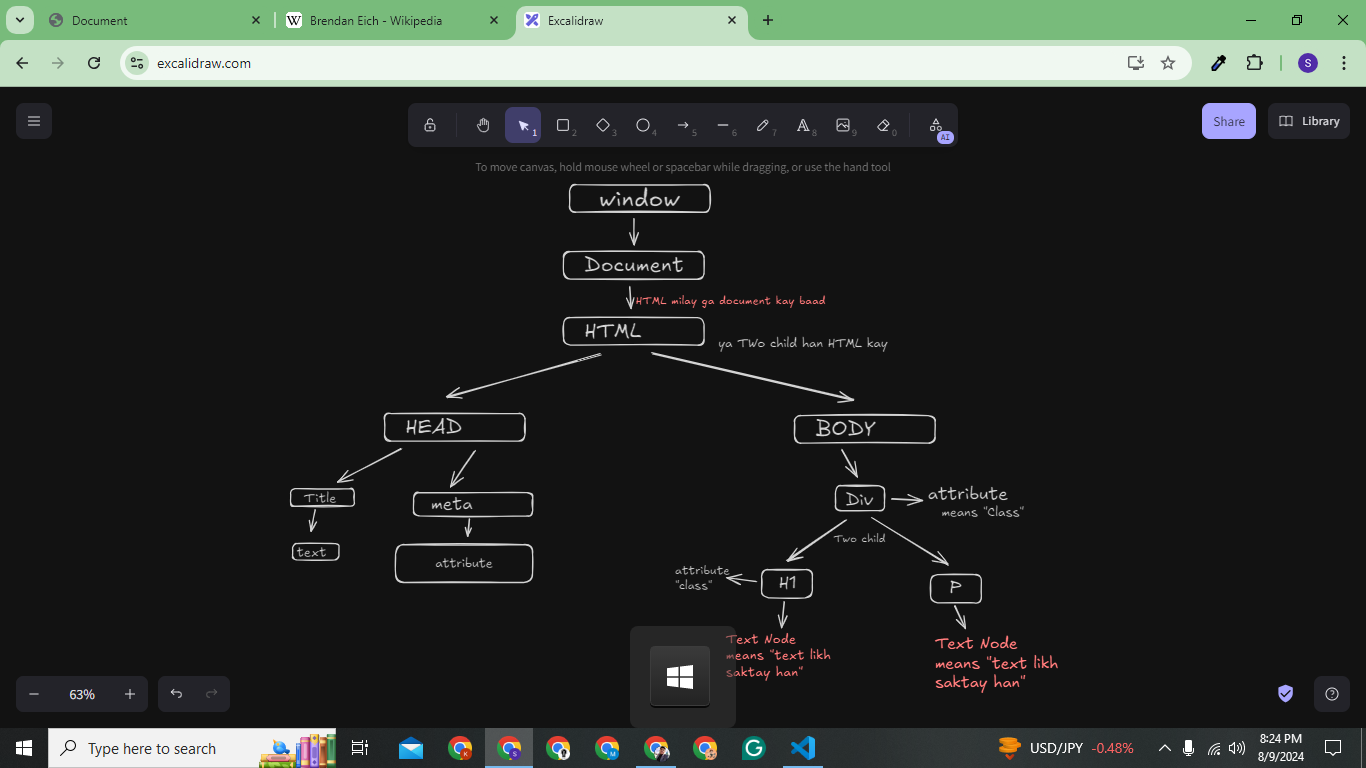 Document
Brendan Eich - Wikipedia
Excalidraw
excalidraw.com
S
1
2
3
4
5
6
7
8
9
0
AI
Share
Library
To move canvas, hold mouse wheel or spacebar while dragging, or use the hand tool
window
Document
HTML milay ga document kay baad
HTML
ya TWo child han HTML kay
HEAD
BODY
Title
meta
Div
attribute
means "Class"
text
attribute
Two child
attribute
"class"
H1
P
Text Node
means "text likh
saktay han"
Text Node
means "text likh
saktay han"
63%
Type here to search
USD/JPY -0.48%
8:24 PM
8/9/2024